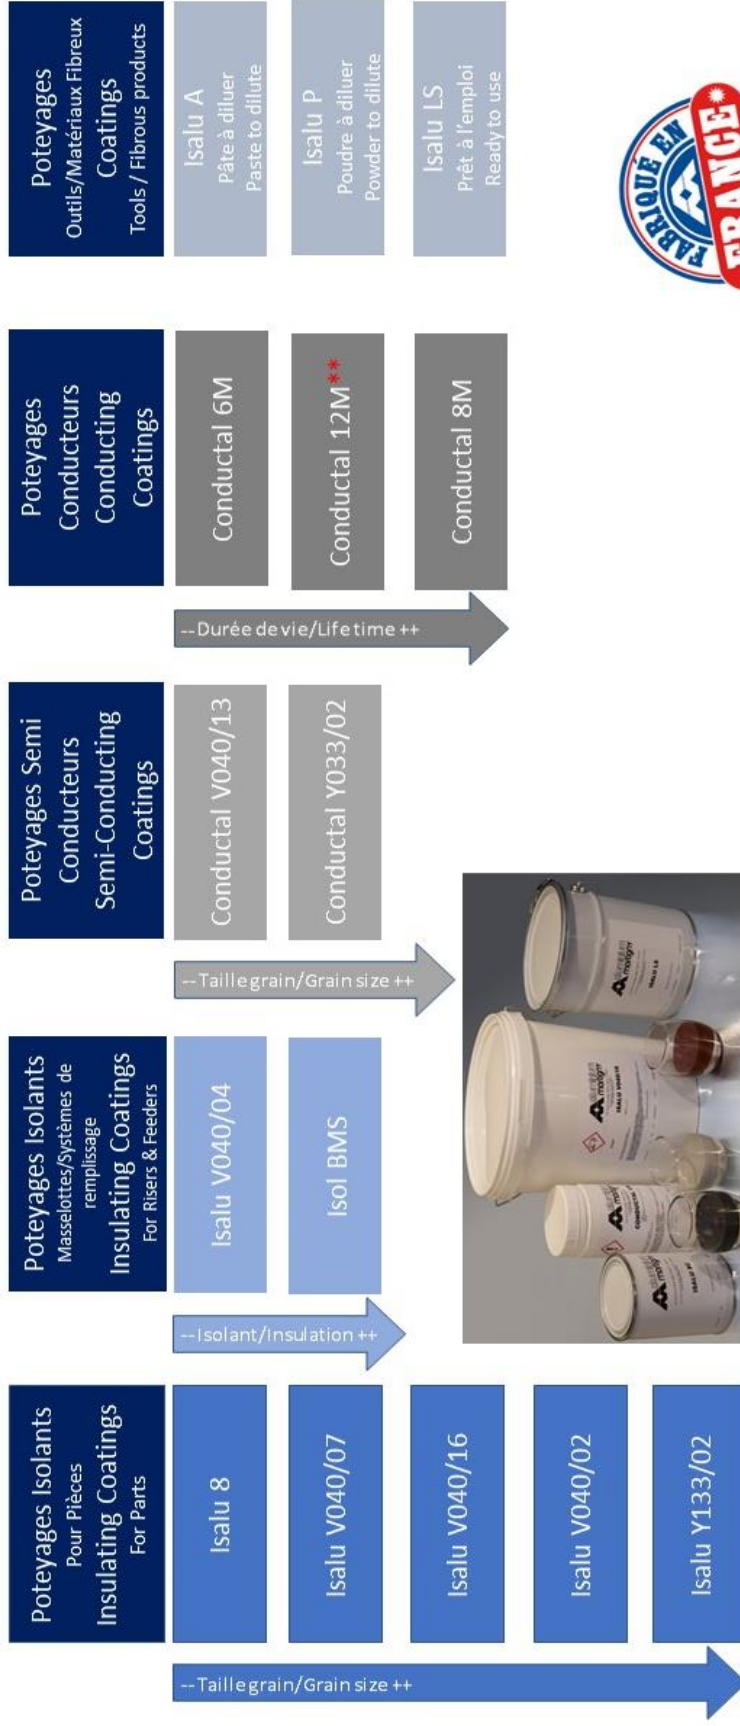 Poteyages Isolants
Pour Pièces
Insulating Coatings
For Parts
--Taille grain/Grain size ++
Isalu 8
Isalu V040/07
Isalu V040/16
Isalu V040/02
Isalu Y133/02
Poteyages Isolants
Masselottes/Systèmes de
remplissage
Insulating Coatings
For Risers & Feeders
--Isolant/Insulation ++
Isalu V040/04
Isol BMS
Poteyages Semi
Conducteurs
Semi-Conducting
Coatings
--Taille grain/Grain size ++
Conductal V040/13
Conductal Y033/02
Poteyages
Conducteurs
Conducting
Coatings
--Durée de vie/Life time ++
Conductal 6M
Conductal 12M**
Conductal 8M
Poteyages
Outils/Matériaux Fibreux
Coatings
Tools / Fibrous products
Isalu A
Pâte à diluer
Paste to dilute
Isalu P
Poudre à diluer
Powder to dilute
Isalu LS
Prêt à l'emploi
Ready to use
martigny
martigny
ISALU LS
FABRIQUÉ EN
FRANCE